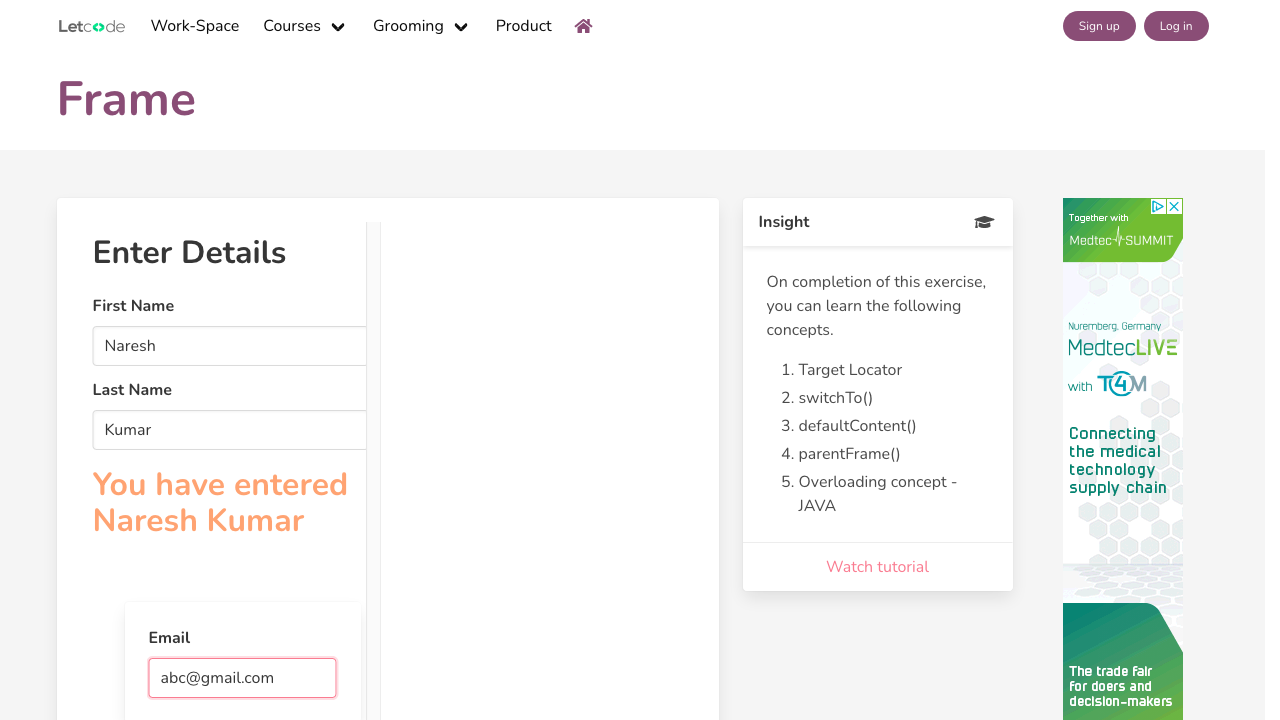 Letcode Work-Space Courses Grooming Product Sign up Log in
Frame
Enter Details
First Name
Naresh
Last Name
Kumar
You have entered
Naresh Kumar
Email
abc@gmail.com
Insight
On completion of this exercise,
you can learn the following
concepts.
1. Target Locator
2. switchTo()
3. defaultContent()
4. parentFrame()
5. Overloading concept -
JAVA
Watch tutorial
Together with
Medtec SUMMIT
Nuremberg, Germany
MedtecLIVE
with T4M
Connecting
the medical
technology
supply chain
The trade fair
for doers and
decision-makers